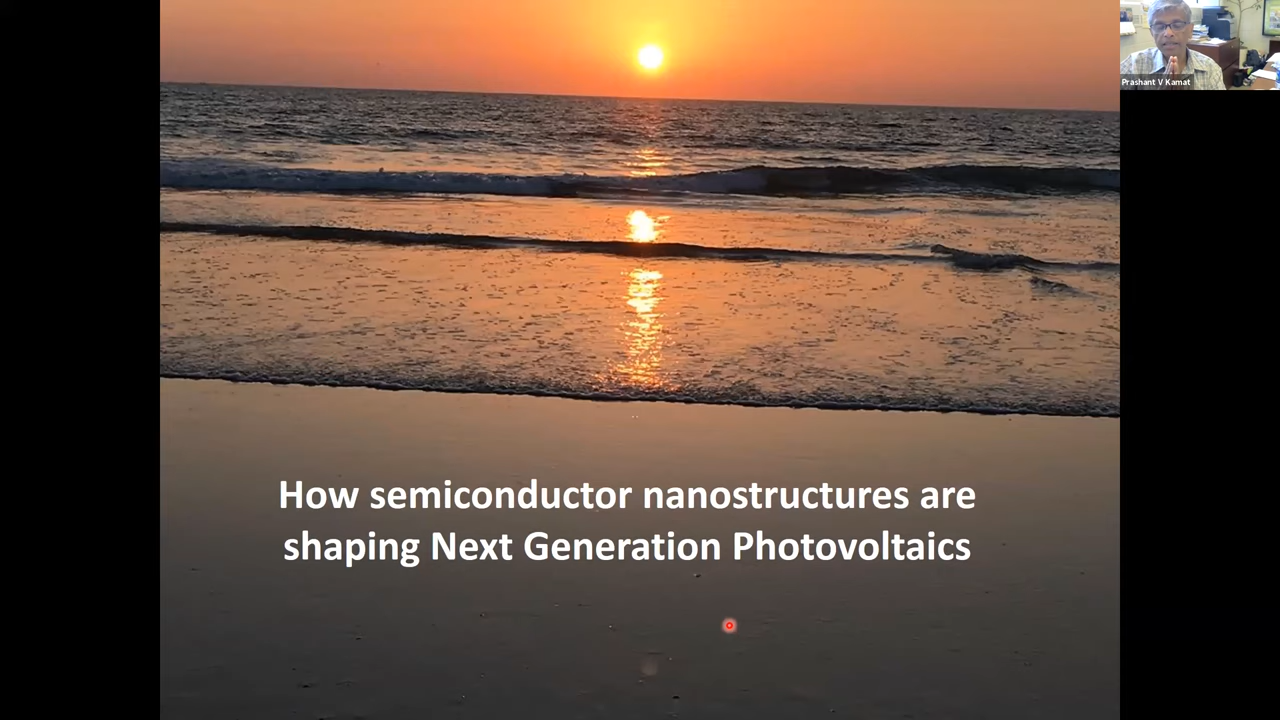 Prashant V Kamat
How semiconductor nanostructures are
shaping Next Generation Photovoltaics